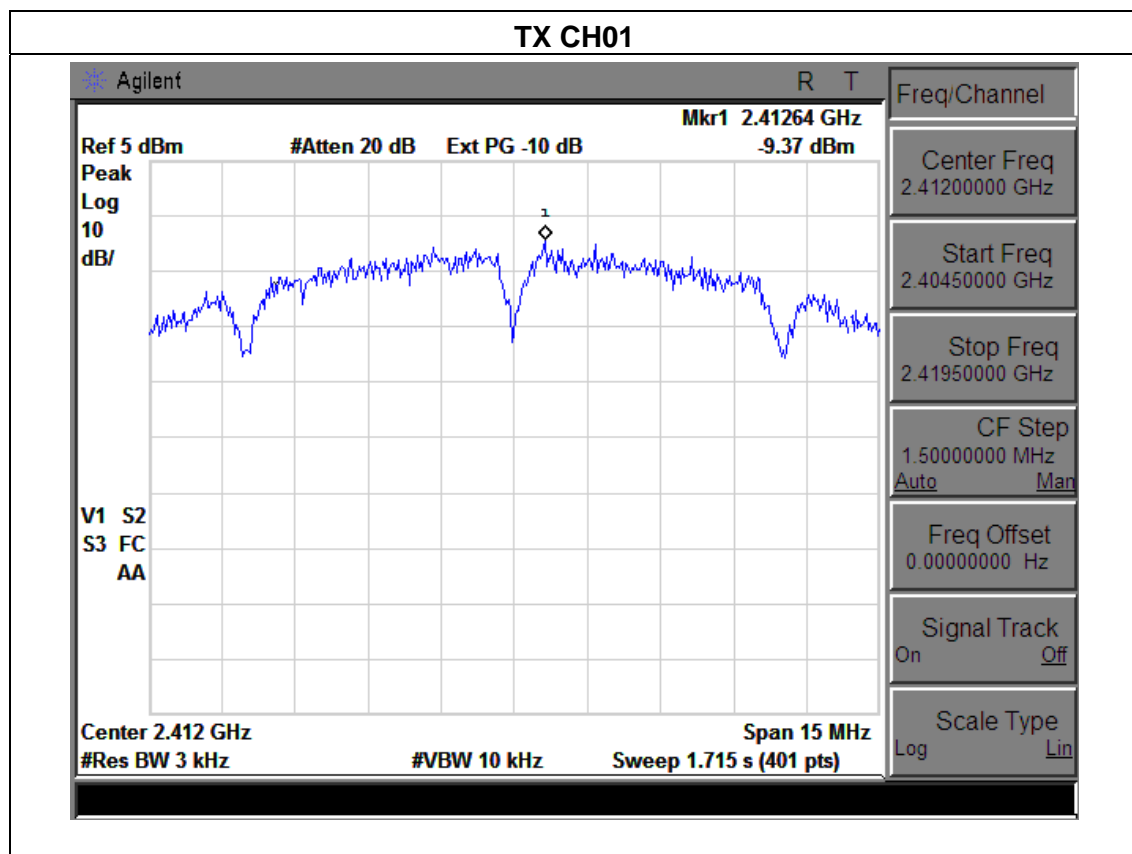 TX CH01
Agilent R T
Mkr1 2.41264 GHz
Ref 5 dBm #Atten 20 dB Ext PG -10 dB -9.37 dBm
Peak
Log
10
dB/
1
V1 S2
S3 FC
AA
Center 2.412 GHz Span 15 MHz
#Res BW 3 kHz #VBW 10 kHz Sweep 1.715 s (401 pts)
Freq/Channel
Center Freq
2.41200000 GHz
Start Freq
2.40450000 GHz
Stop Freq
2.41950000 GHz
CF Step
1.50000000 MHz
Auto Man
Freq Offset
0.00000000 Hz
Signal Track
On Off
Scale Type
Log Lin